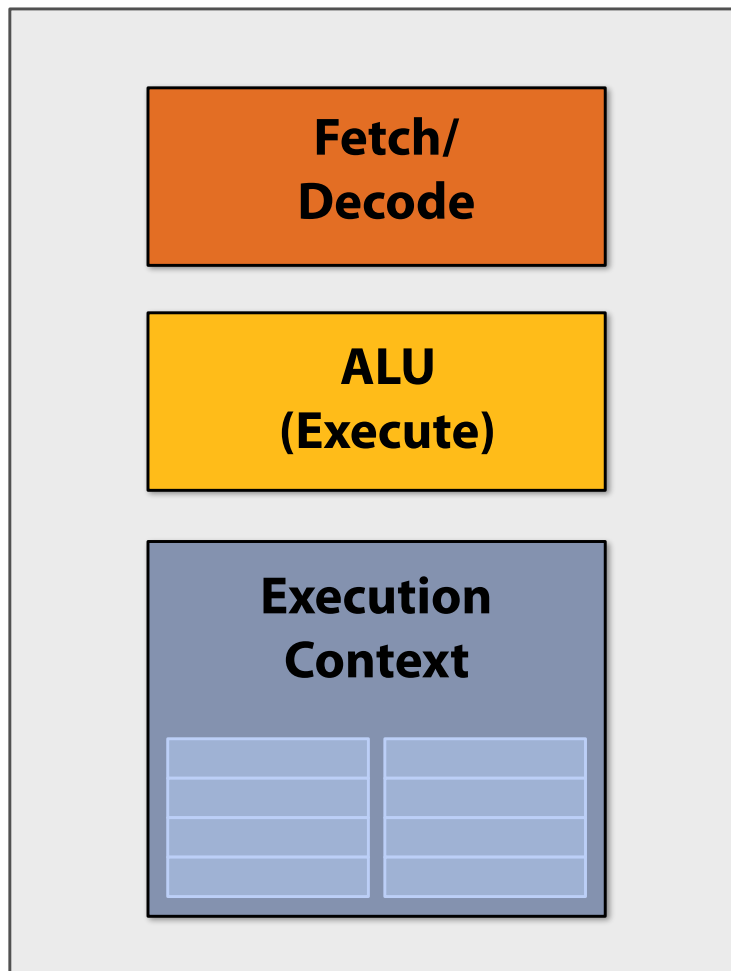 Fetch/
Decode
ALU
(Execute)
Execution
Context